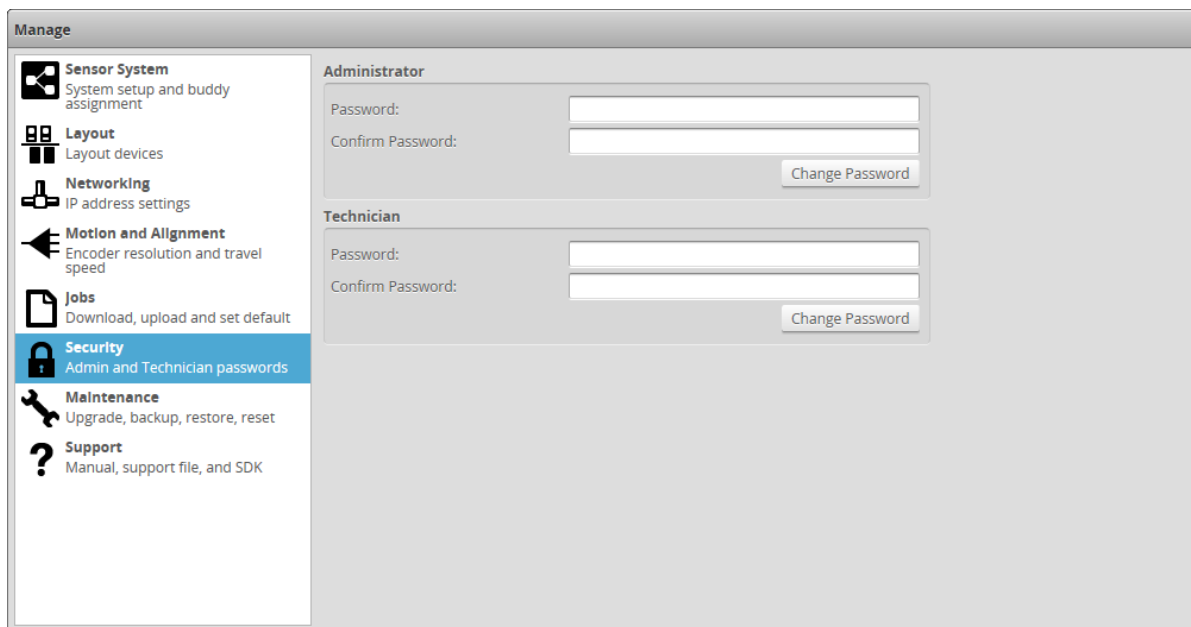 Manage
Sensor System
System setup and buddy
assignment
Layout
Layout devices
Networking
IP address settings
Motion and Alignment
Encoder resolution and travel
speed
Jobs
Download, upload and set default
Security
Admin and Technician passwords
Maintenance
Upgrade, backup, restore, reset
Support
Manual, support file, and SDK
Administrator
Password:
Confirm Password:
Change Password
Technician
Password:
Confirm Password:
Change Password